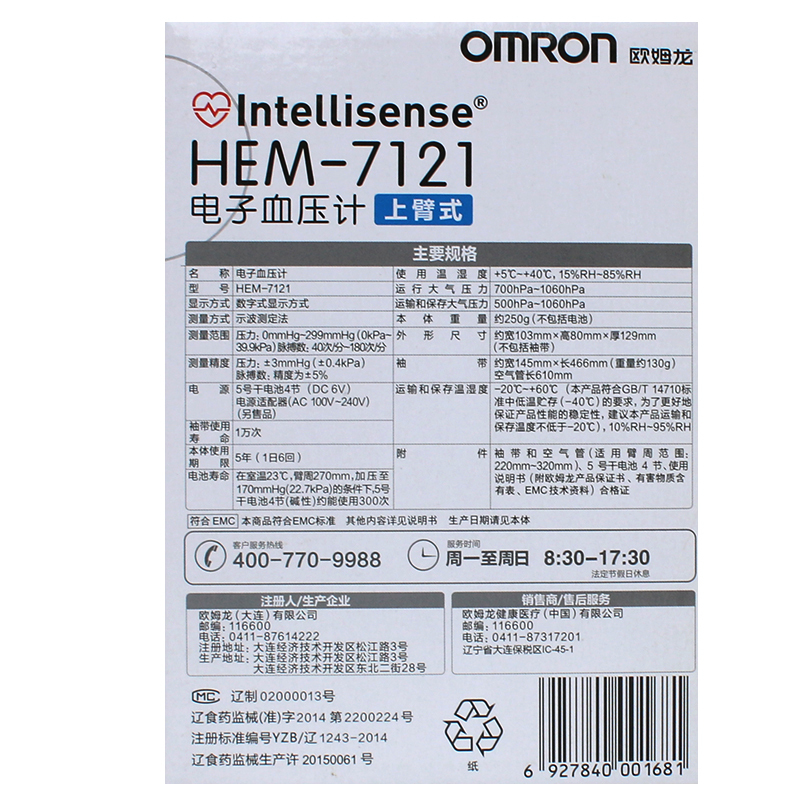 OMRON 欧姆龙
Intellisense®
HEM-7121
电子血压计 上臂式
主要规格
名称 电子血压计
型号 HEM-7121
显示方式 数字式显示方式
测量方式 示波测定法
测量范围 压力：0mmHg~299mmHg (0kPa~
39.9kPa) 脉搏数：40次/分~180次/分
测量精度 压力：±3mmHg (±0.4kPa)
脉搏数：精度为±5%
电源 5号干电池4节（DC 6V）
电源适配器(AC 100V~240V)
（另售品）
袖带使用
寿命 1万次
本体使用
期限 5年（1日6回）
电池寿命 在室温23℃,臂周270mm,加压至
170mmHg(22.7kPa)的条件下,5号
干电池4节(碱性)约能使用300次
使用温湿度 +5℃~+40℃, 15%RH~85%RH
运行大气压力 700hPa~1060hPa
运输和保存大气压力 500hPa~1060hPa
本体重量 约250g (不包括电池)
外形尺寸 约宽103mm×高80mm×厚129mm
(不包括袖带)
袖带 约宽145mm×长466mm (重量约130g)
空气管长610mm
运输和保存温湿度 -20℃~+60℃（本产品符合GB/T 14710标
准中低温贮存（-40℃）的要求，为了更好地
保证产品性能的稳定性，建议本产品运输和
保存温度不低于-20℃），10%RH~95%RH
附件 袖带和空气管(适用臂周范围:
220mm~320mm)、5号干电池4节、使用
说明书（附欧姆龙产品保证书、有害物质含
有表、EMC技术资料）合格证
符合EMC 本商品符合EMC标准 其他内容详见说明书 生产日期请见本体
客户服务热线
400-770-9988
服务时间
周一至周日 8:30-17:30
法定节假日休息
注册人/生产企业
欧姆龙（大连）有限公司
邮编：116600
电话：0411-87614222
注册地址：大连经济技术开发区松江路3号
生产地址：大连经济技术开发区松江路3号
大连经济技术开发区东北二街28号
销售商/售后服务
欧姆龙健康医疗（中国）有限公司
邮编：116600
电话：0411-87317201
辽宁省大连保税区IC-45-1
MC 辽制02000013号
辽食药监械(准)字2014 第2200224号
注册标准编号YZB/辽1243-2014
辽食药监械生产许20150061号
纸
6 927840 001681